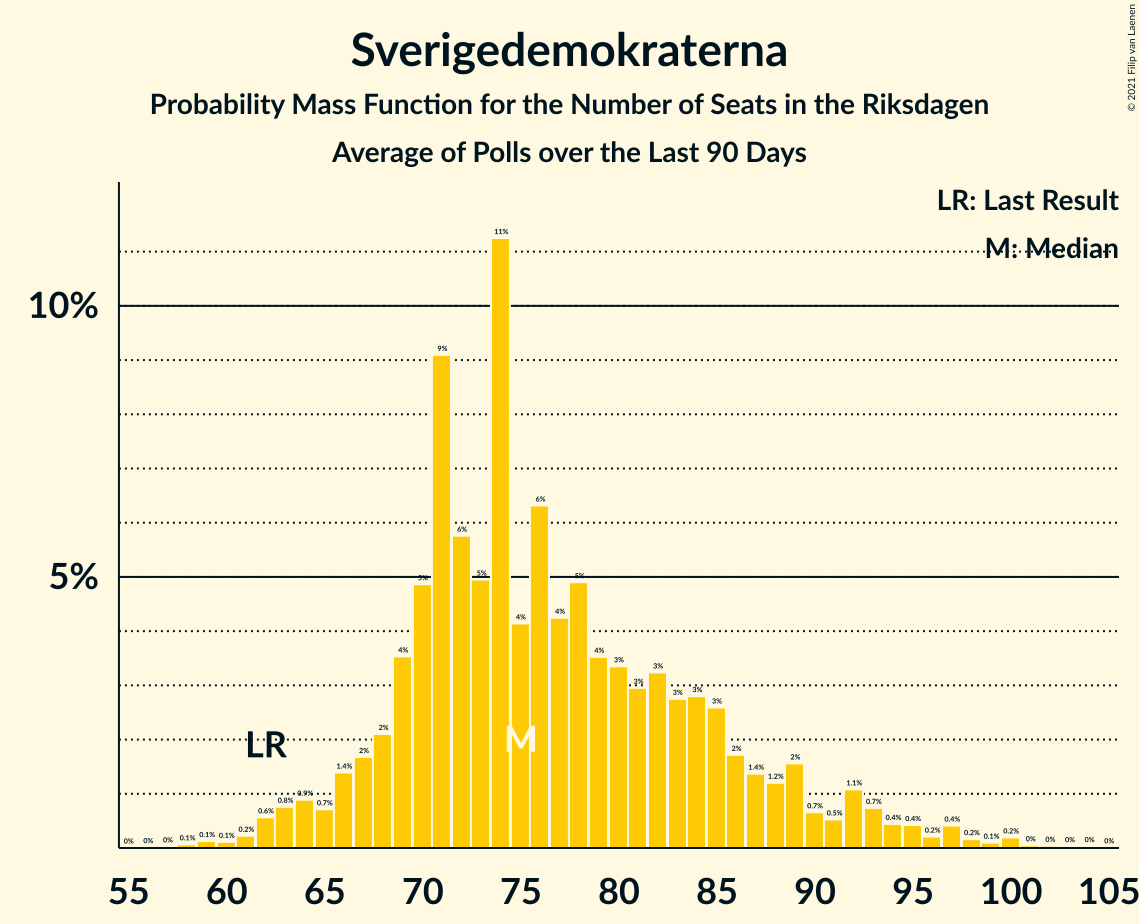 Sverigedemokraterna
Probability Mass Function for the Number of Seats in the Riksdagen
Average of Polls over the Last 90 Days
© 2021 Filip van Laenen
LR: Last Result
M: Median
10%
5%
0% 0% 0% 0.1% 0.1% 0.1% 0.2% 0.6% 0.8% 0.9% 0.7% 1.4% 2% 2% 4% 5% 9% 6% 5% 11% 4% 6% 4% 5% 4% 3% 3% 3% 3% 3% 3% 2% 1.4% 1.2% 2% 0.7% 0.5% 1.1% 0.7% 0.4% 0.4% 0.2% 0.4% 0.2% 0.1% 0.2% 0% 0% 0% 0% 0%
LR
M
55 60 65 70 75 80 85 90 95 100 105